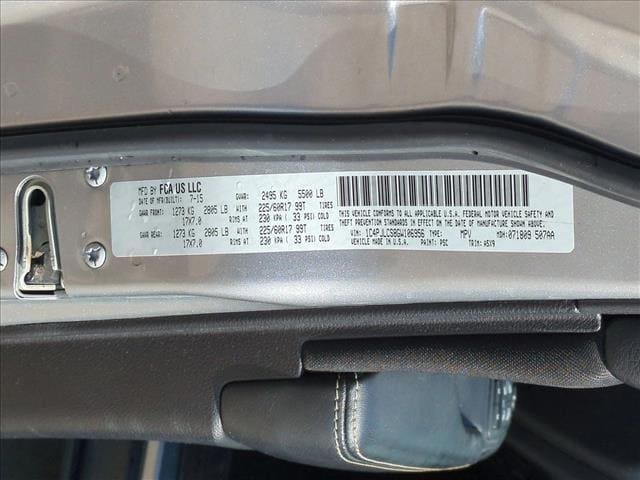 MFD BY FCA US LLC
DATE OF MFR(BUILT): 7-15 GVWR: 2495 KG 5500 LB
GAWR FRONT: 1273 KG 2805 LB WITH 225/60R17 99T TIRES
17X7.0 RIMS AT 230 KPA ( 33 PSI) COLD
GAWR REAR: 1273 KG 2805 LB WITH 225/60R17 99T TIRES
17X7.0 RIMS AT 230 KPA ( 33 PSI) COLD
THIS VEHICLE CONFORMS TO ALL APPLICABLE U.S.A. FEDERAL MOTOR VEHICLE SAFETY AND
THEFT PREVENTION STANDARDS IN EFFECT ON THE DATE OF MANUFACTURE SHOWN ABOVE.
VIN: 1C4PJLCS8GW106956 TYPE: MPV MDH: 071809 507AA
VEHICLE MADE IN U.S.A. PAINT: PSC TRIM: A5X9